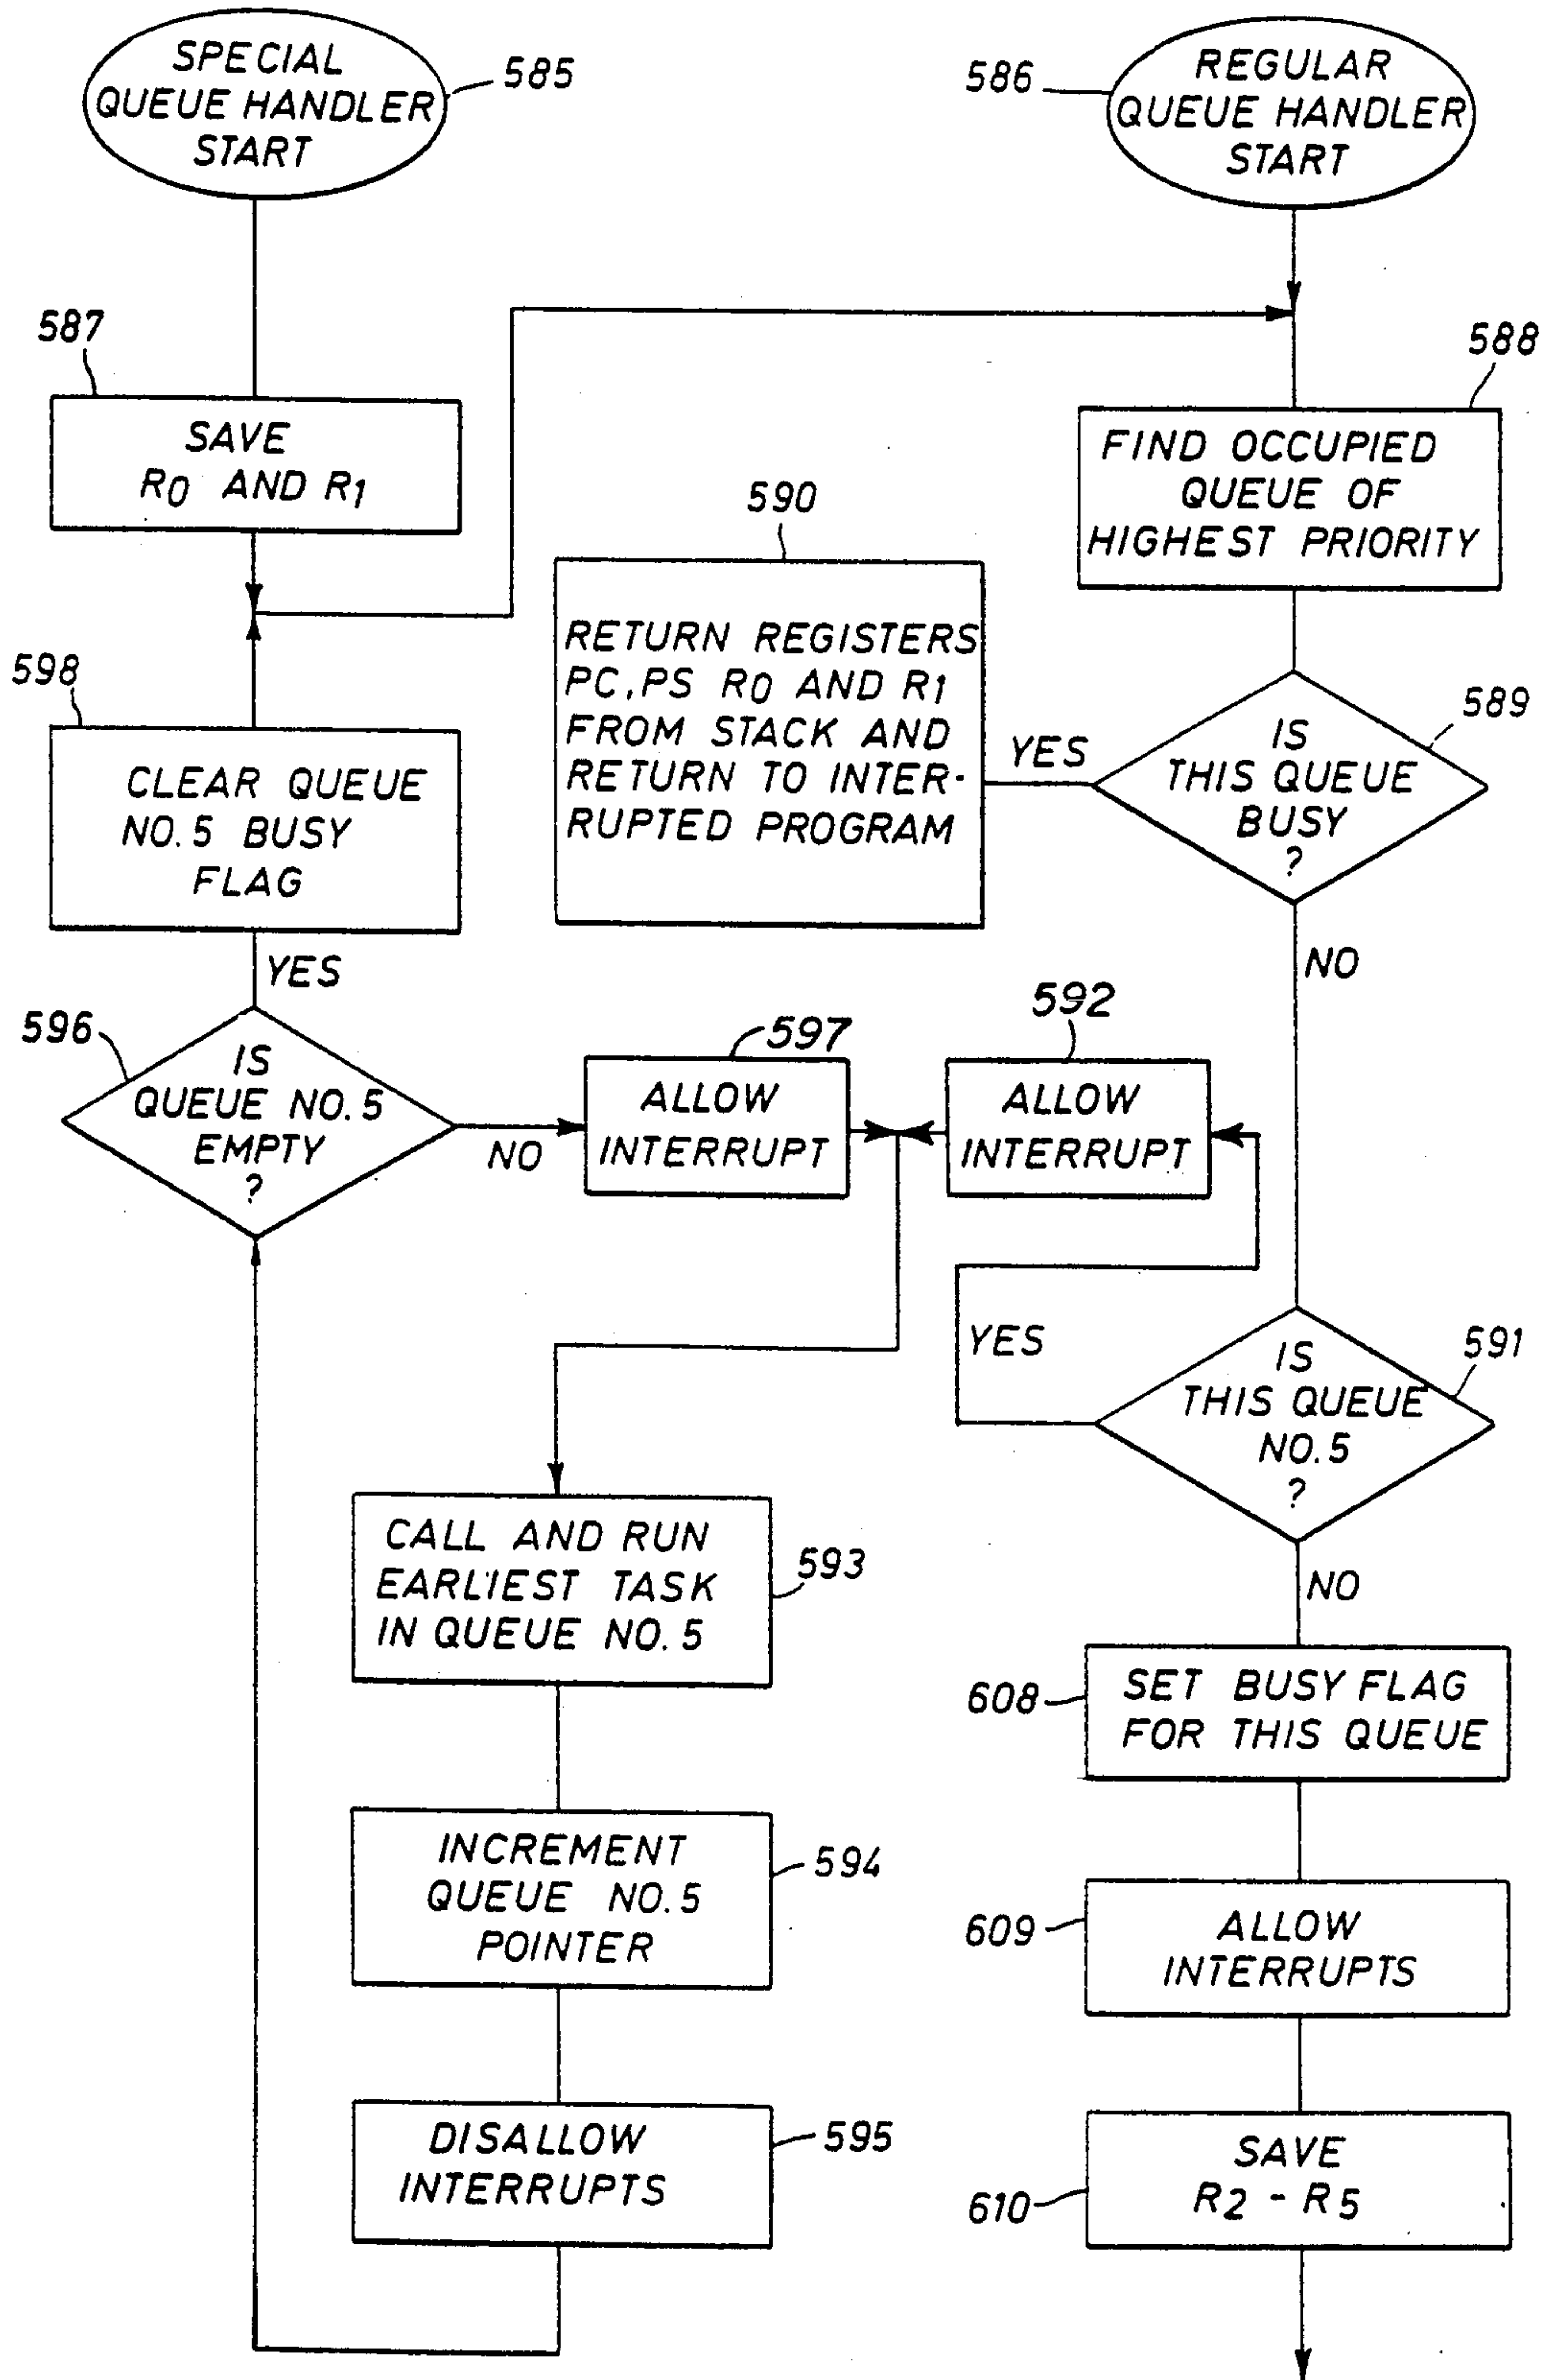 SPECIAL
QUEUE HANDLER
START
585
586
REGULAR
QUEUE HANDLER
START
587
SAVE
R0 AND R1
588
FIND OCCUPIED
QUEUE OF
HIGHEST PRIORITY
590
RETURN REGISTERS
PC, PS R0 AND R1
FROM STACK AND
RETURN TO INTER-
RUPTED PROGRAM
YES
589
IS
THIS QUEUE
BUSY
?
NO
598
CLEAR QUEUE
NO. 5 BUSY
FLAG
YES
596
IS
QUEUE NO. 5
EMPTY
?
NO
597
ALLOW
INTERRUPT
592
ALLOW
INTERRUPT
YES
591
IS
THIS QUEUE
NO. 5
?
NO
CALL AND RUN
EARLIEST TASK
IN QUEUE NO. 5
593
608
SET BUSY FLAG
FOR THIS QUEUE
INCREMENT
QUEUE NO. 5
POINTER
594
609
ALLOW
INTERRUPTS
DISALLOW
INTERRUPTS
595
610
SAVE
R2 - R5